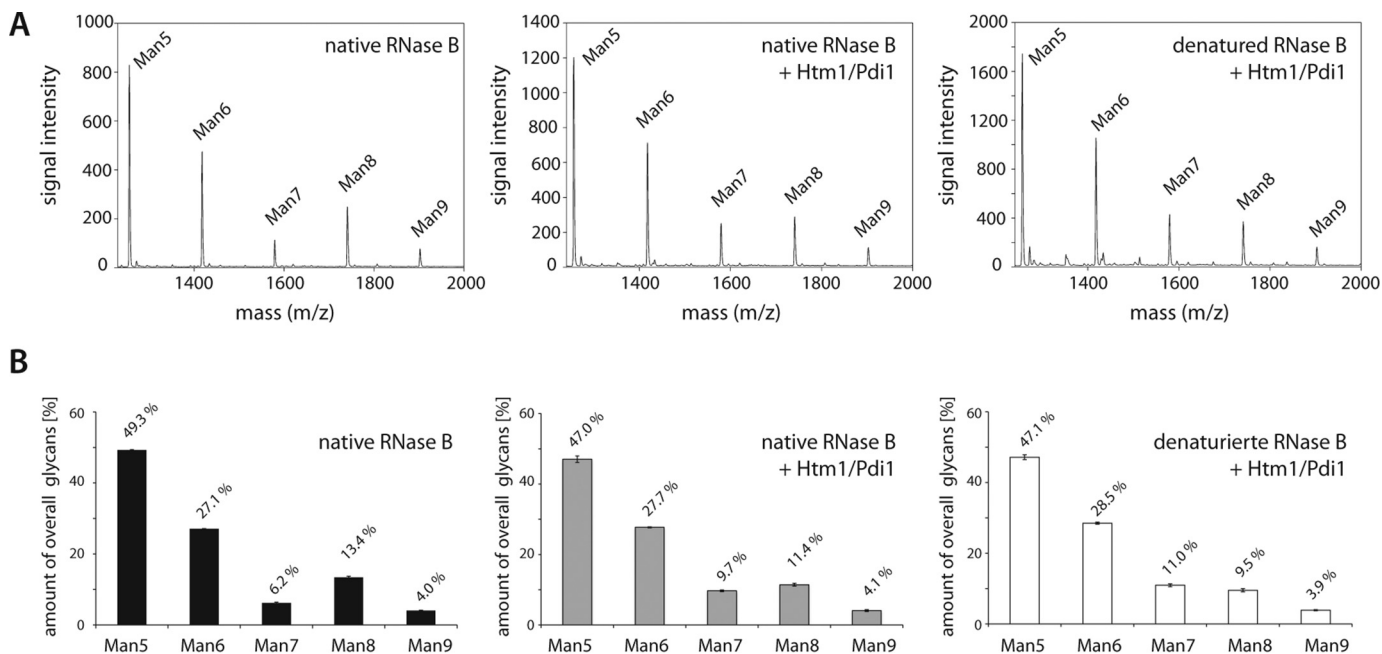 A
native RNase B
signal intensity
1000
800
600
400
200
0
Man5
Man6
Man7
Man8
Man9
1400
1600
1800
2000
mass (m/z)
native RNase B
+ Htm1/Pdi1
signal intensity
1400
1200
1000
800
600
400
200
0
Man5
Man6
Man7
Man8
Man9
1400
1600
1800
2000
mass (m/z)
denatured RNase B
+ Htm1/Pdi1
signal intensity
2000
1600
1200
800
400
0
Man5
Man6
Man7
Man8
Man9
1400
1600
1800
2000
mass (m/z)
B
native RNase B
amount of overall glycans [%]
60
40
20
0
49.3 %
27.1 %
6.2 %
13.4 %
4.0 %
Man5
Man6
Man7
Man8
Man9
native RNase B
+ Htm1/Pdi1
amount of overall glycans [%]
60
40
20
0
47.0 %
27.7 %
9.7 %
11.4 %
4.1 %
Man5
Man6
Man7
Man8
Man9
denaturierte RNase B
+ Htm1/Pdi1
amount of overall glycans [%]
60
40
20
0
47.1 %
28.5 %
11.0 %
9.5 %
3.9 %
Man5
Man6
Man7
Man8
Man9